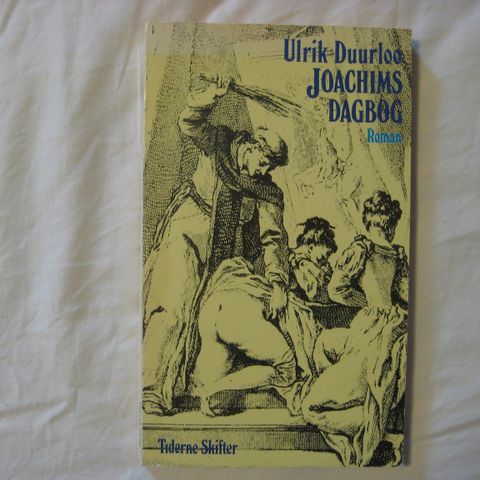 Ulrik Duurloo
JOACHIMS
DAGBOG
Roman
Tiderne Skifter